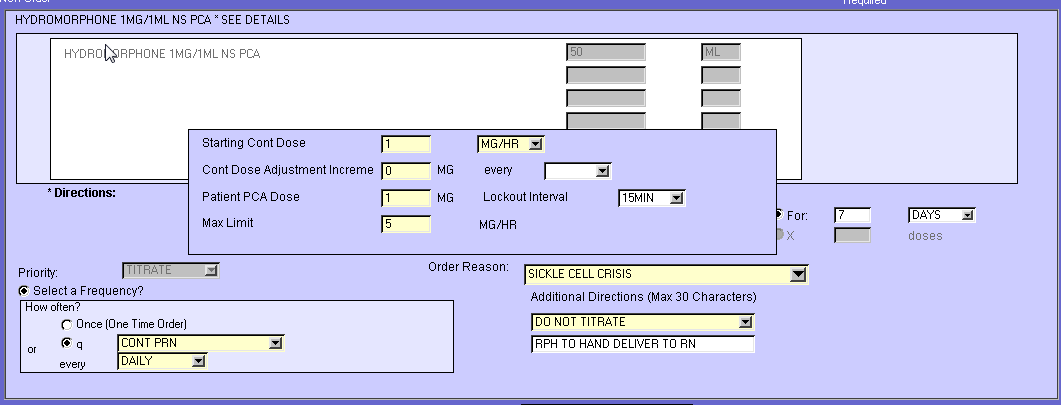 Required
HYDROMORPHONE 1MG/1ML NS PCA * SEE DETAILS
HYDROMORPHONE 1MG/1ML NS PCA 50 ML
Starting Cont Dose 1 MG/HR
Cont Dose Adjustment Increme 0 MG every
Patient PCA Dose 1 MG Lockout Interval 15MIN
Max Limit 5 MG/HR
* Directions:
For: 7 DAYS
X doses
Priority: TITRATE
Order Reason: SICKLE CELL CRISIS
Select a Frequency?
Additional Directions (Max 30 Characters)
How often?
Once (One Time Order)
DO NOT TITRATE
or q CONT PRN
RPH TO HAND DELIVER TO RN
every DAILY